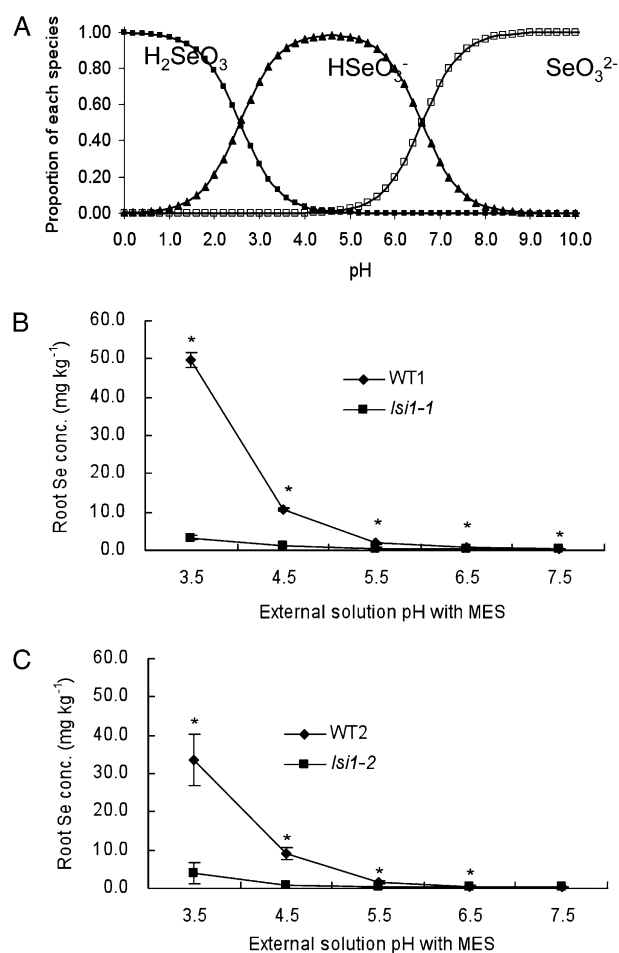 A
Proportion of each species
1.00
0.80
0.60
0.40
0.20
0.00
H₂SeO₃
HSeO₃⁻
SeO₃²⁻
0.0 1.0 2.0 3.0 4.0 5.0 6.0 7.0 8.0 9.0 10.0
pH
B
Root Se conc. (mg kg⁻¹)
60.0
50.0
40.0
30.0
20.0
10.0
0.0
*
*
*
*
*
WT1
lsi1-1
3.5 4.5 5.5 6.5 7.5
External solution pH with MES
C
Root Se conc. (mg kg⁻¹)
60.0
50.0
40.0
30.0
20.0
10.0
0.0
*
*
*
*
WT2
lsi1-2
3.5 4.5 5.5 6.5 7.5
External solution pH with MES